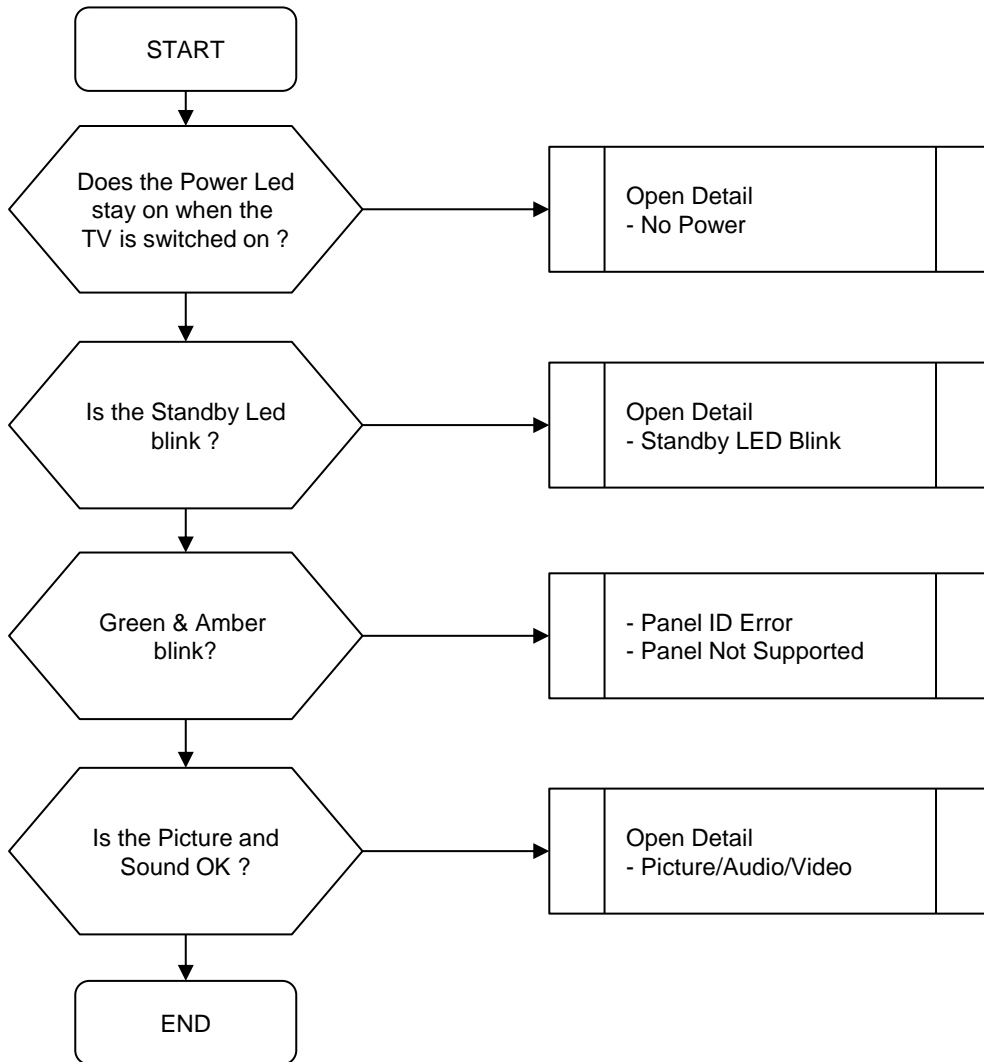 START
Does the Power Led
stay on when the
TV is switched on ?
Open Detail
- No Power
Is the Standby Led
blink ?
Open Detail
- Standby LED Blink
Green & Amber
blink?
- Panel ID Error
- Panel Not Supported
Is the Picture and
Sound OK ?
Open Detail
- Picture/Audio/Video
END